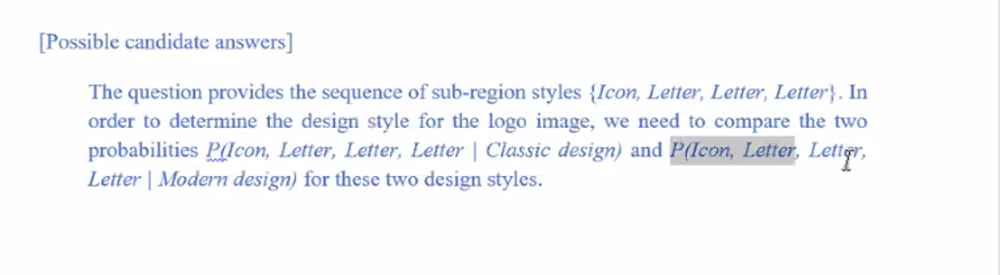 [Possible candidate answers]
The question provides the sequence of sub-region styles {Icon, Letter, Letter, Letter}. In
order to determine the design style for the logo image, we need to compare the two
probabilities P(Icon, Letter, Letter, Letter | Classic design) and P(Icon, Letter, Letter,
Letter | Modern design) for these two design styles.